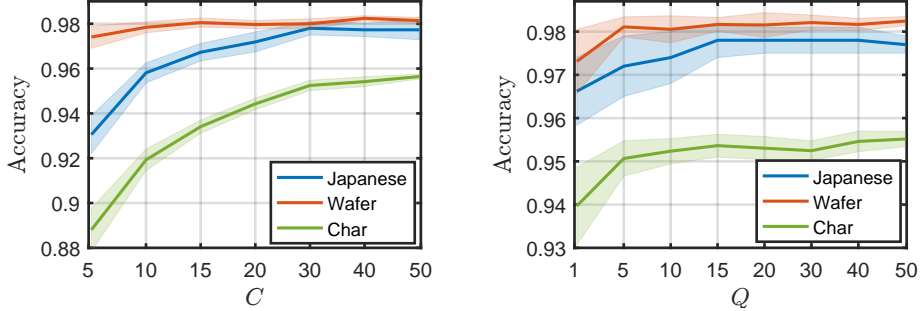 Accuracy
0.98
0.96
0.94
0.92
0.9
0.88
5 10 15 20 30 40 50
C
Japanese
Wafer
Char
Accuracy
0.98
0.97
0.96
0.95
0.94
0.93
1 5 10 15 20 30 40 50
Q
Japanese
Wafer
Char